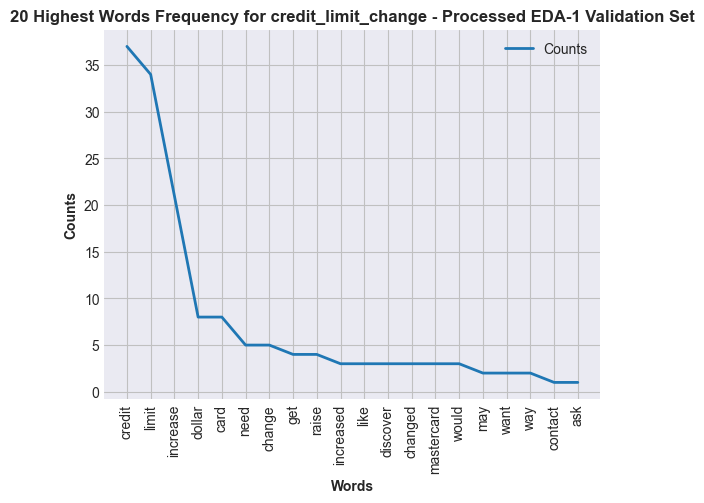 20 Highest Words Frequency for credit_limit_change - Processed EDA-1 Validation Set
Counts
35
30
25
20
15
10
5
0
Counts
credit
limit
increase
dollar
card
need
change
get
raise
increased
like
discover
changed
mastercard
would
may
want
way
contact
ask
Words